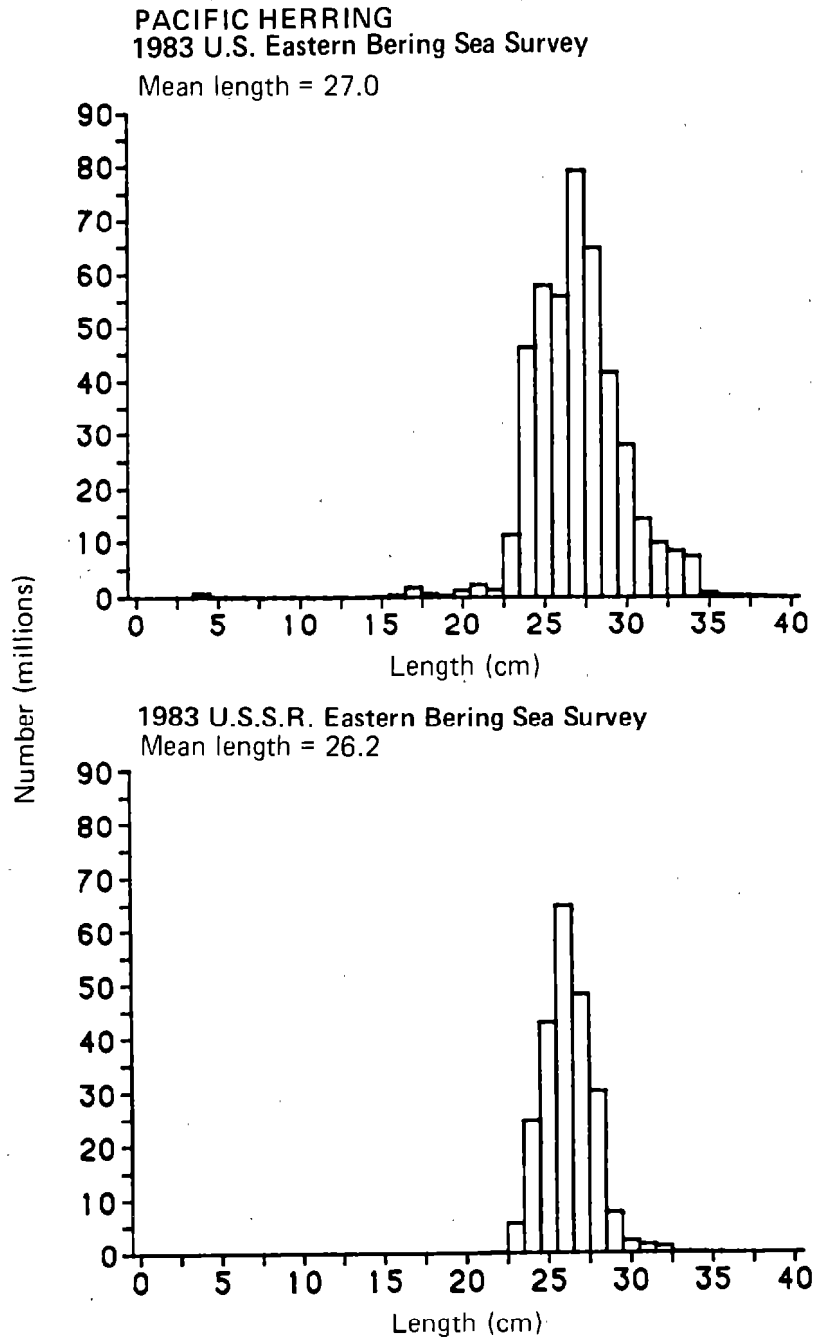 PACIFIC HERRING
1983 U.S. Eastern Bering Sea Survey
Mean length = 27.0
90
80
70
60
50
40
30
20
10
0
0 5 10 15 20 25 30 35 40
Length (cm)
Number (millions)
1983 U.S.S.R. Eastern Bering Sea Survey
Mean length = 26.2
90
80
70
60
50
40
30
20
10
0
0 5 10 15 20 25 30 35 40
Length (cm)